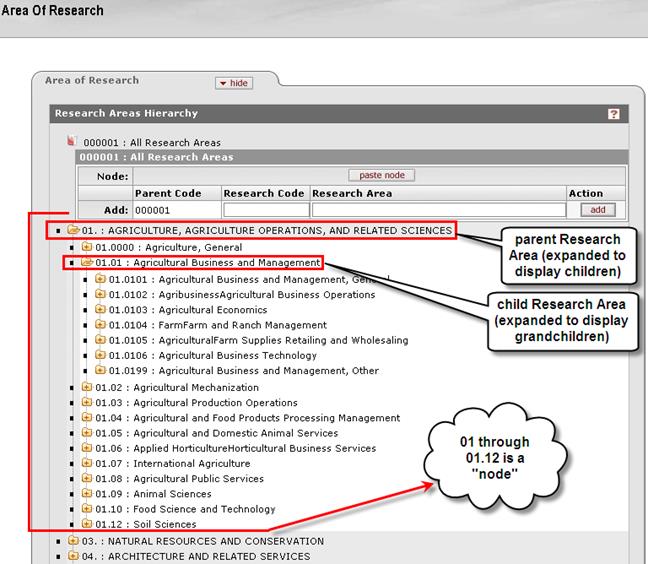 Area Of Research
Area of Research
hide
Research Areas Hierarchy
?
000001 : All Research Areas
000001 : All Research Areas
Node: paste node
Parent Code Research Code Research Area Action
Add: 000001 add
01. : AGRICULTURE, AGRICULTURE OPERATIONS, AND RELATED SCIENCES
01.0000 : Agriculture, General
01.01 : Agricultural Business and Management
01.0101 : Agricultural Business and Management, General
01.0102 : AgribusinessAgricultural Business Operations
01.0103 : Agricultural Economics
01.0104 : FarmFarm and Ranch Management
01.0105 : AgriculturalFarm Supplies Retailing and Wholesaling
01.0106 : Agricultural Business Technology
01.0199 : Agricultural Business and Management, Other
01.02 : Agricultural Mechanization
01.03 : Agricultural Production Operations
01.04 : Agricultural and Food Products Processing Management
01.05 : Agricultural and Domestic Animal Services
01.06 : Applied HorticultureHorticultural Business Services
01.07 : International Agriculture
01.08 : Agricultural Public Services
01.09 : Animal Sciences
01.10 : Food Science and Technology
01.12 : Soil Sciences
03. : NATURAL RESOURCES AND CONSERVATION
04. : ARCHITECTURE AND RELATED SERVICES
parent Research
Area (expanded to
display children)
child Research Area
(expanded to display
grandchildren)
01 through
01.12 is a
"node"